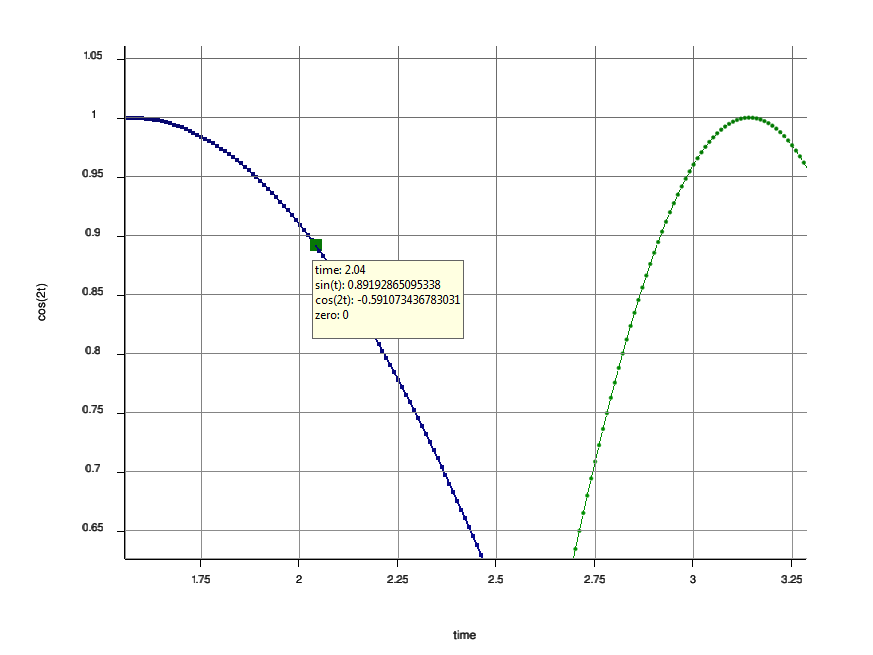 1.05
1
0.95
0.9
0.85
0.8
0.75
0.7
0.65
cos(2t)
time: 2.04
sin(t): 0.89192865095338
cos(2t): -0.591073436783031
zero: 0
1.75 2 2.25 2.5 2.75 3 3.25
time